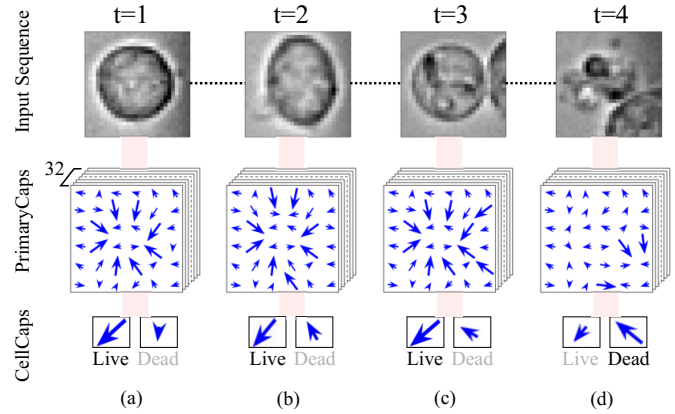 t=1 t=2 t=3 t=4
Input Sequence
32
PrimaryCaps
CellCaps
Live Dead Live Dead Live Dead Live Dead
(a) (b) (c) (d)